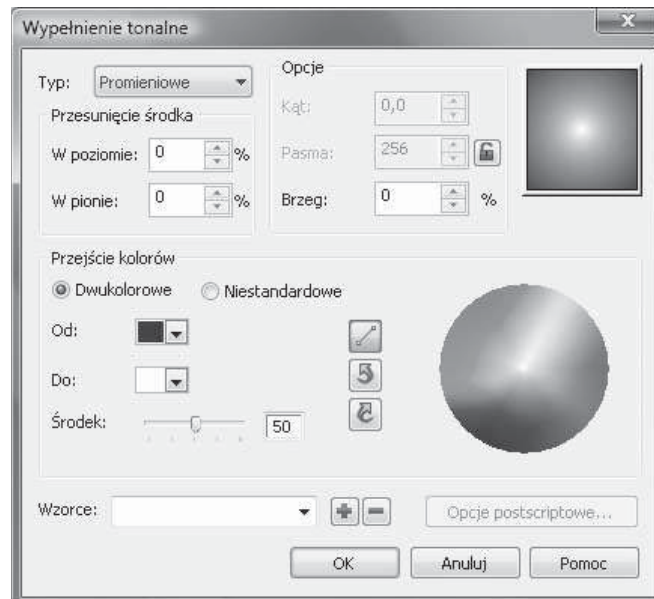 Wypełnienie tonalne
Typ: Promieniowe
Przesunięcie środka
W poziomie: 0 %
W pionie: 0 %
Opcje
Kąt: 0,0
Pasma: 256
Brzeg: 0 %
Przejście kolorów
Dwukolorowe Niestandardowe
Od:
Do:
Środek: 50
Wzorce:
Opcje postscriptowe...
OK Anuluj Pomoc